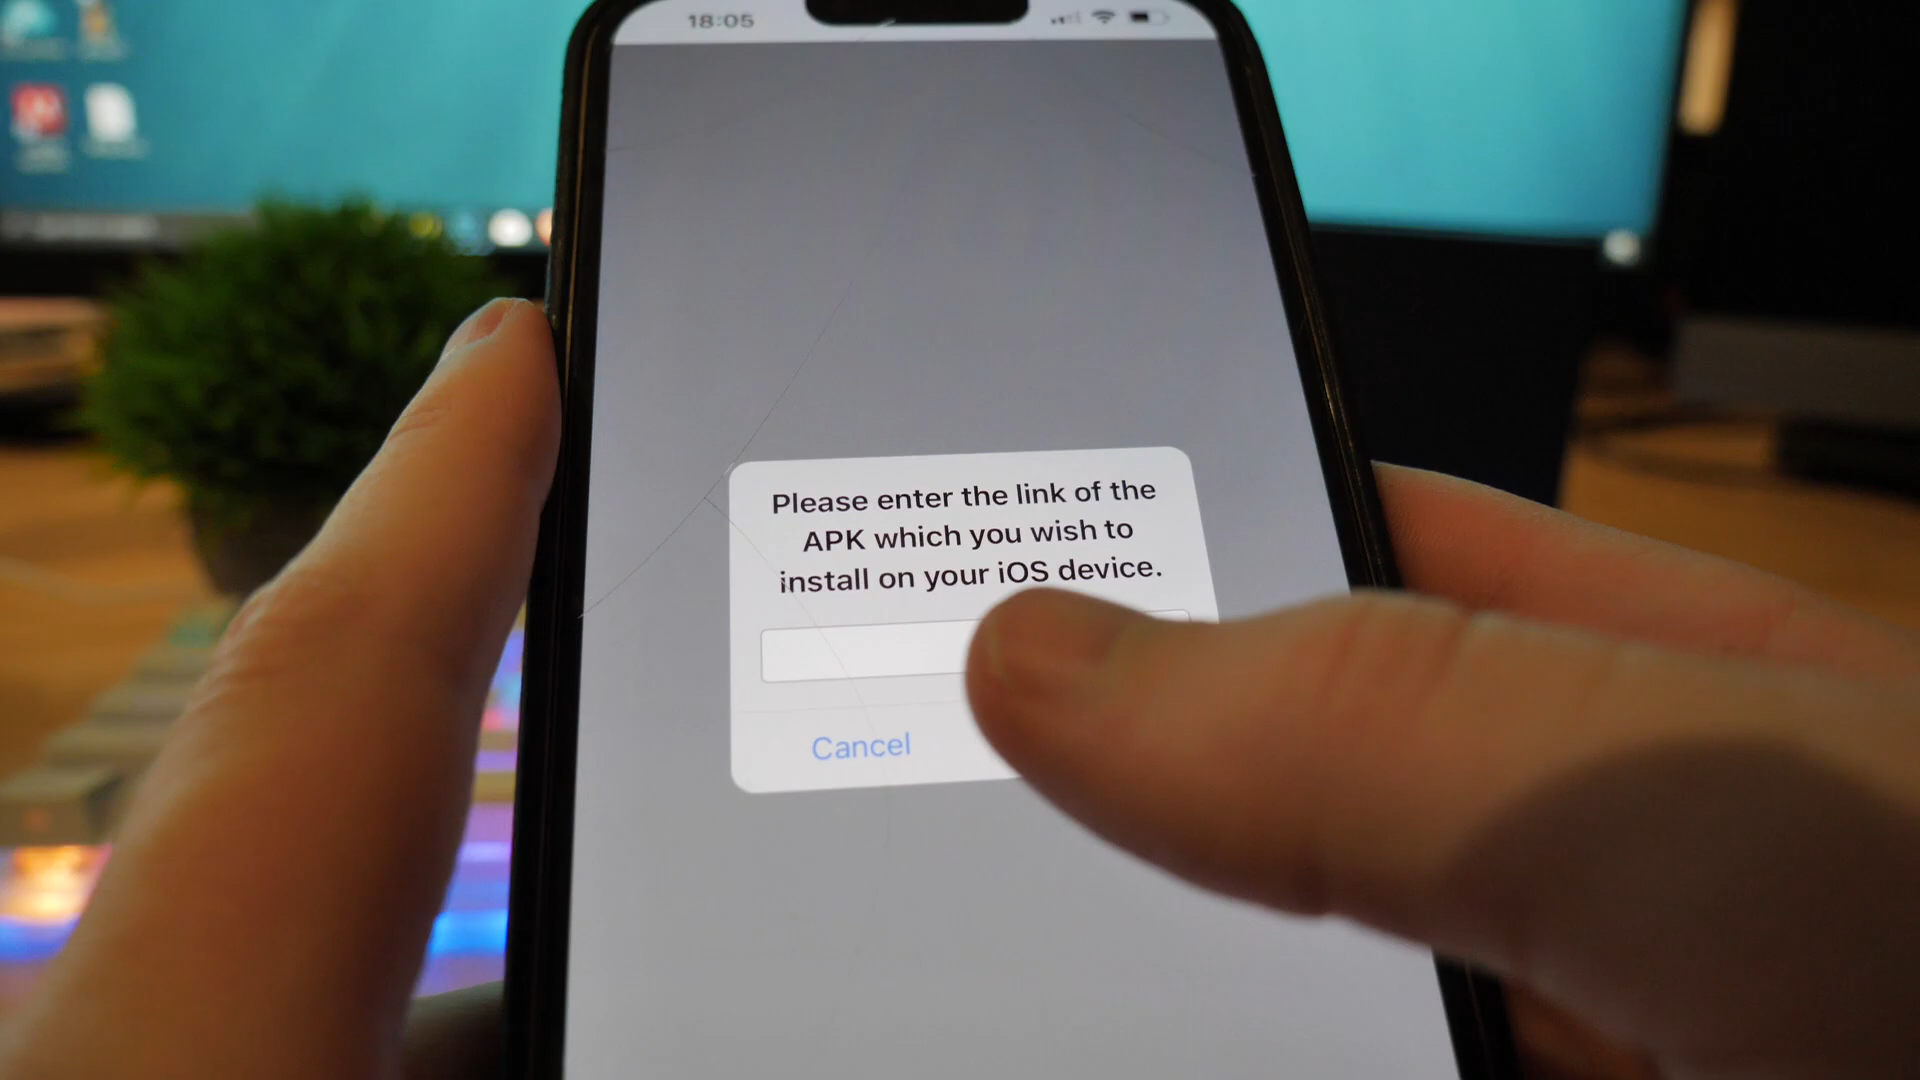 18:05
Please enter the link of the
APK which you wish to
install on your iOS device.
Cancel